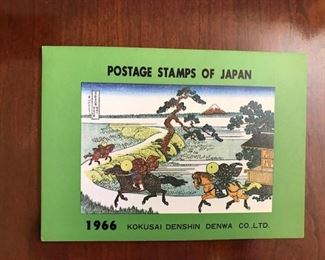 POSTAGE STAMPS OF JAPAN
1966 KOKUSAI DENSHIN DENWA CO.,LTD.